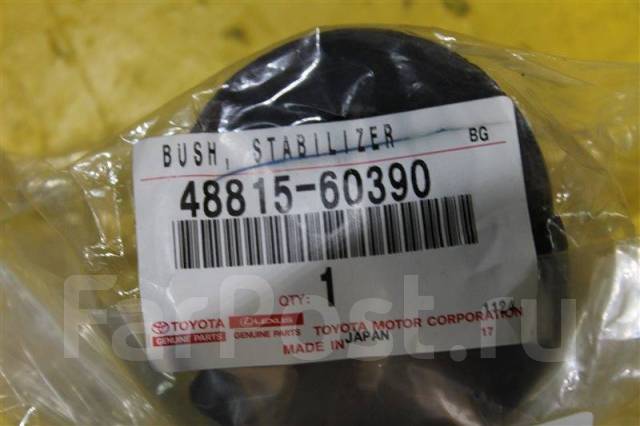 BUSH, STABILIZER BG
48815-60390
QTY: 1
TOYOTA LEXUS 1124
GENUINE PARTS GENUINE PARTS TOYOTA MOTOR CORPORATION
MADE IN JAPAN 17
FarPost.ru